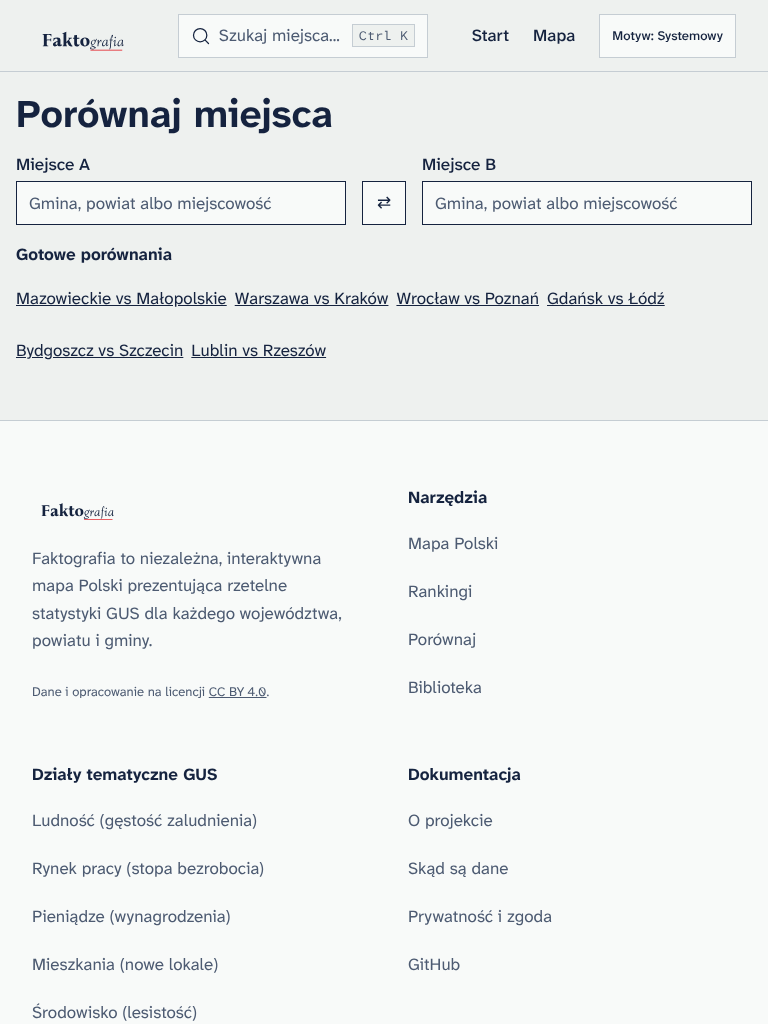 Faktografia
Szukaj miejsca... Ctrl K
Start
Mapa
Motyw: Systemowy
Porównaj miejsca
Miejsce A
Gmina, powiat albo miejscowość
⇄
Miejsce B
Gmina, powiat albo miejscowość
Gotowe porównania
Mazowieckie vs Małopolskie Warszawa vs Kraków Wrocław vs Poznań Gdańsk vs Łódź
Bydgoszcz vs Szczecin Lublin vs Rzeszów
Faktografia
Faktografia to niezależna, interaktywna
mapa Polski prezentująca rzetelne
statystyki GUS dla każdego województwa,
powiatu i gminy.
Dane i opracowanie na licencji CC BY 4.0.
Narzędzia
Mapa Polski
Rankingi
Porównaj
Biblioteka
Działy tematyczne GUS
Ludność (gęstość zaludnienia)
Rynek pracy (stopa bezrobocia)
Pieniądze (wynagrodzenia)
Mieszkania (nowe lokale)
Środowisko (lesistość)
Dokumentacja
O projekcie
Skąd są dane
Prywatność i zgoda
GitHub